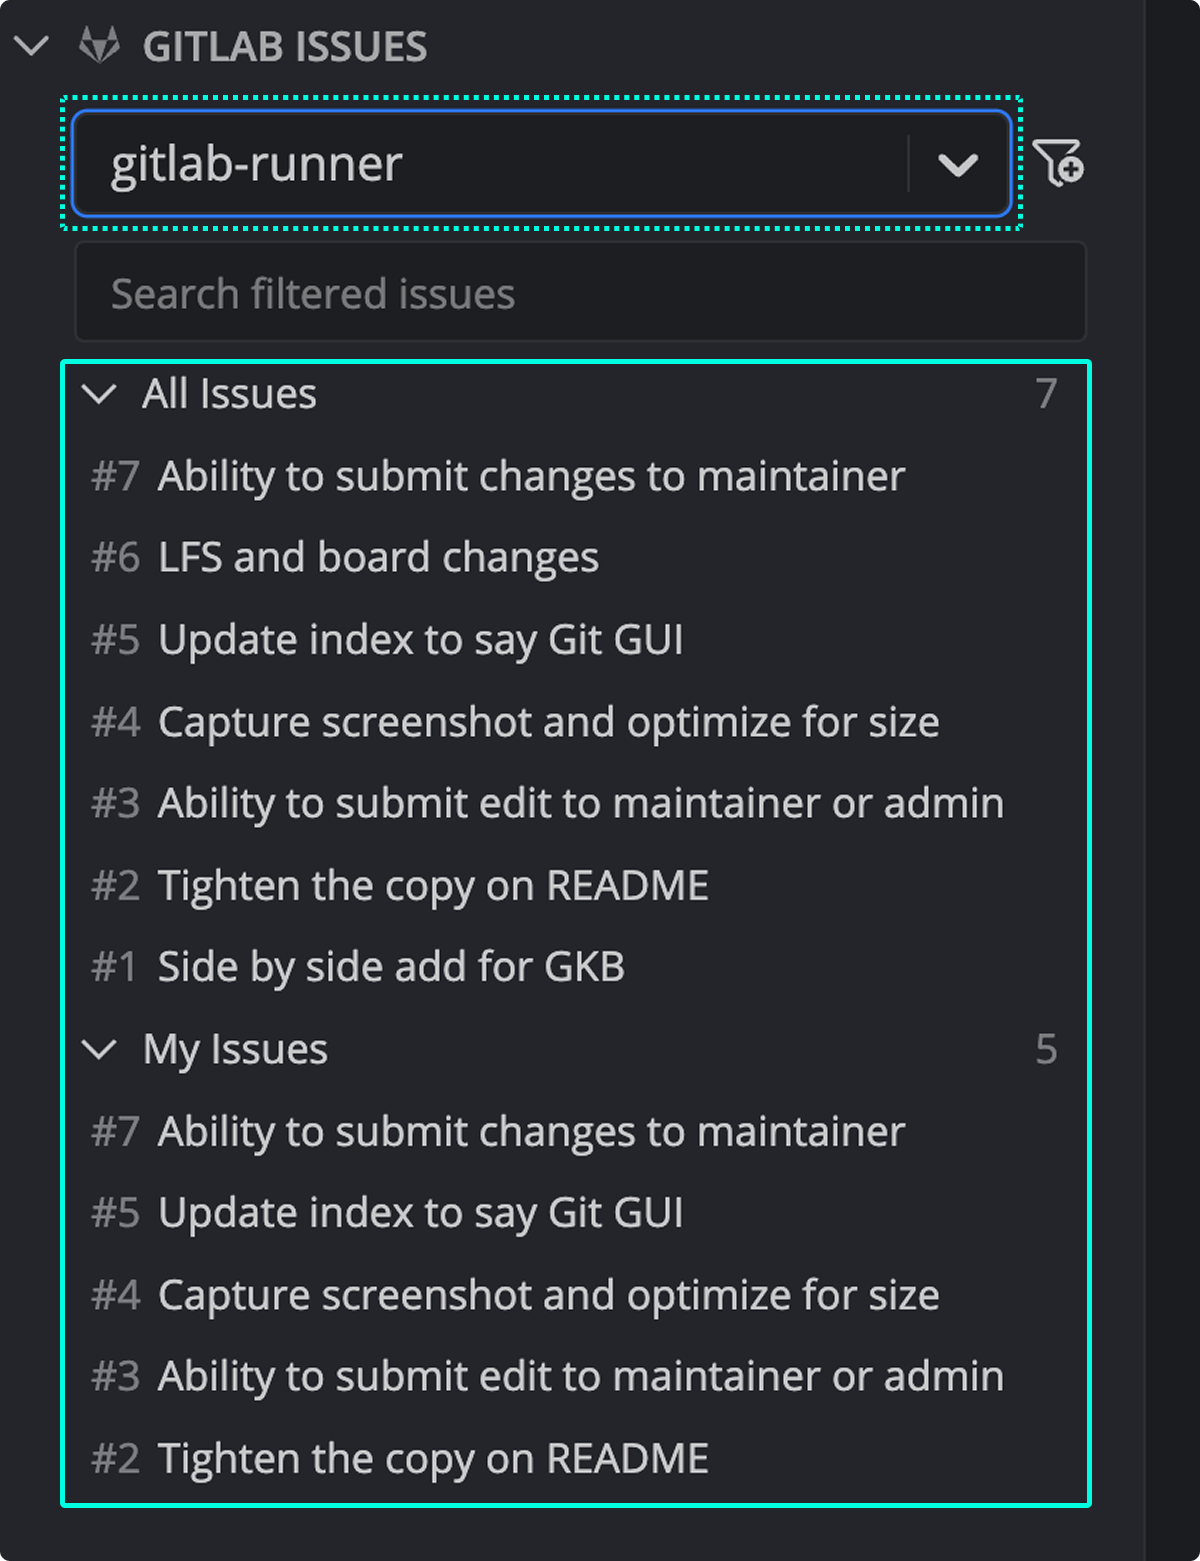 GITLAB ISSUES
gitlab-runner
Search filtered issues
All Issues 7
#7 Ability to submit changes to maintainer
#6 LFS and board changes
#5 Update index to say Git GUI
#4 Capture screenshot and optimize for size
#3 Ability to submit edit to maintainer or admin
#2 Tighten the copy on README
#1 Side by side add for GKB
My Issues 5
#7 Ability to submit changes to maintainer
#5 Update index to say Git GUI
#4 Capture screenshot and optimize for size
#3 Ability to submit edit to maintainer or admin
#2 Tighten the copy on README